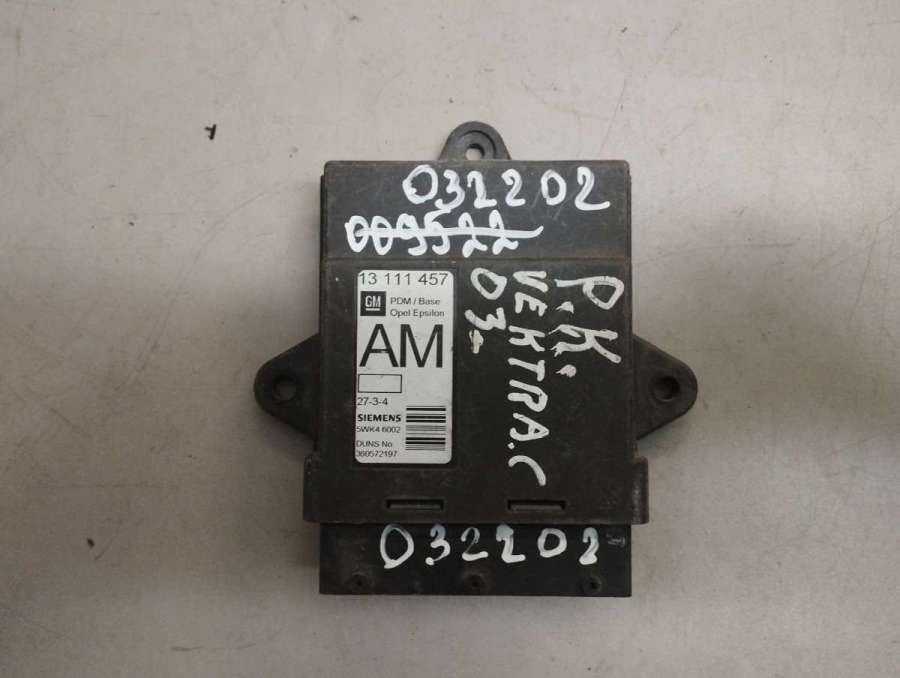 032202
009522
13 111 457
GM
PDM / Base
Opel Epsilon
AM
27-3-4
SIEMENS
5WK4 6002
DUNS No:
360572197
03
VEKTRA.C
P.K.
032202